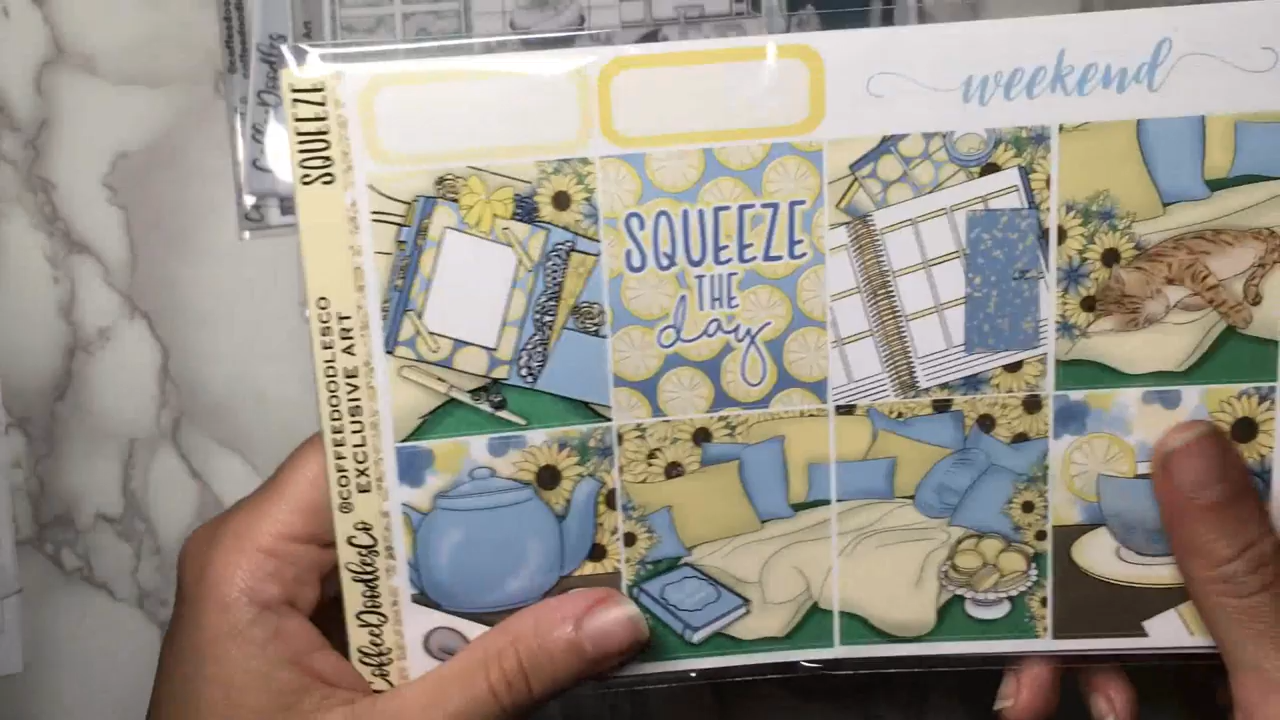 SQUEEZE
@COFFEEDOODLESCO
EXCLUSIVE ART
CoffeeDoodlesCo
weekend
SQUEEZE
THE
day